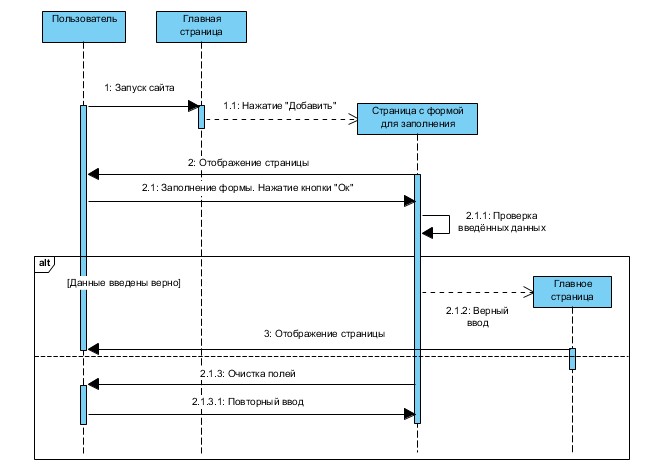 Пользователь
Главная
страница
1: Запуск сайта
1.1: Нажатие "Добавить"
Страница с формой
для заполнения
2: Отображение страницы
2.1: Заполнение формы. Нажатие кнопки "Ок"
2.1.1: Проверка
введённых данных
alt
[Данные введены верно]
Главное
страница
2.1.2: Верный
ввод
3: Отображение страницы
2.1.3: Очистка полей
2.1.3.1: Повторный ввод